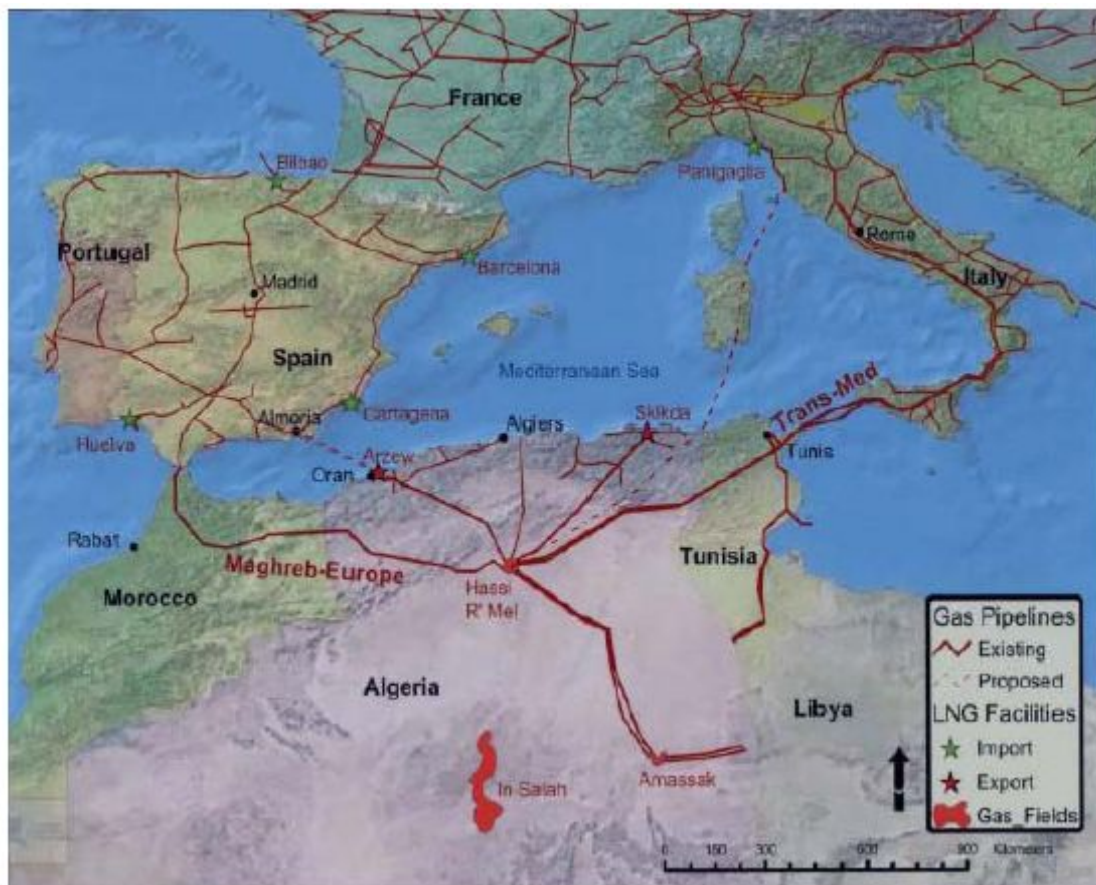 France
Bilbao
Panigaglia
Portugal
Rome
Barcelona
Italy
Madrid
Spain
Mediterranean Sea
Trans-Med
Almoria
Cartagena
Algiers
Skikda
Huelva
Arzew
Oran
Tunis
Rabat
Maghreb-Europe
Tunisia
Morocco
Hassi
R' Mel
Gas Pipelines
Existing
Algeria
Proposed
Libya
LNG Facilities
Import
In Salah
Amassak
Export
Gas_Fields
0 150 300 600 900 Kilometers